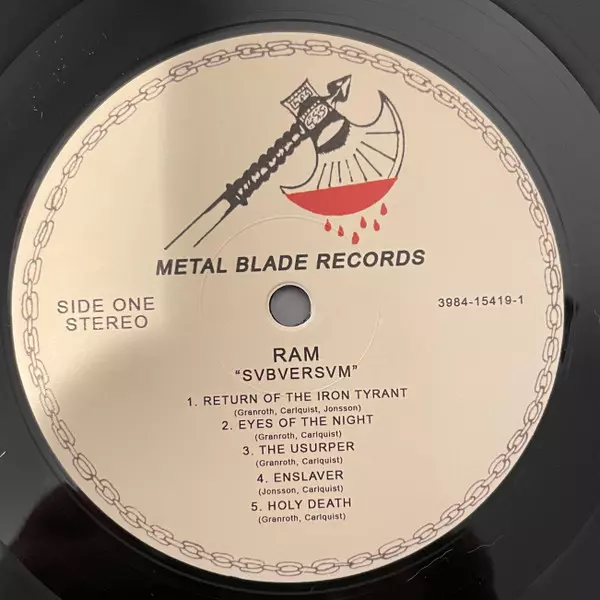 METAL BLADE RECORDS
SIDE ONE
STEREO
3984-15419-1
RAM
"SVBVERSVM"
1. RETURN OF THE IRON TYRANT
(Granroth, Carlquist, Jonsson)
2. EYES OF THE NIGHT
(Granroth, Carlquist)
3. THE USURPER
(Granroth, Carlquist)
4. ENSLAVER
(Jonsson, Carlquist)
5. HOLY DEATH
(Granroth, Carlquist)